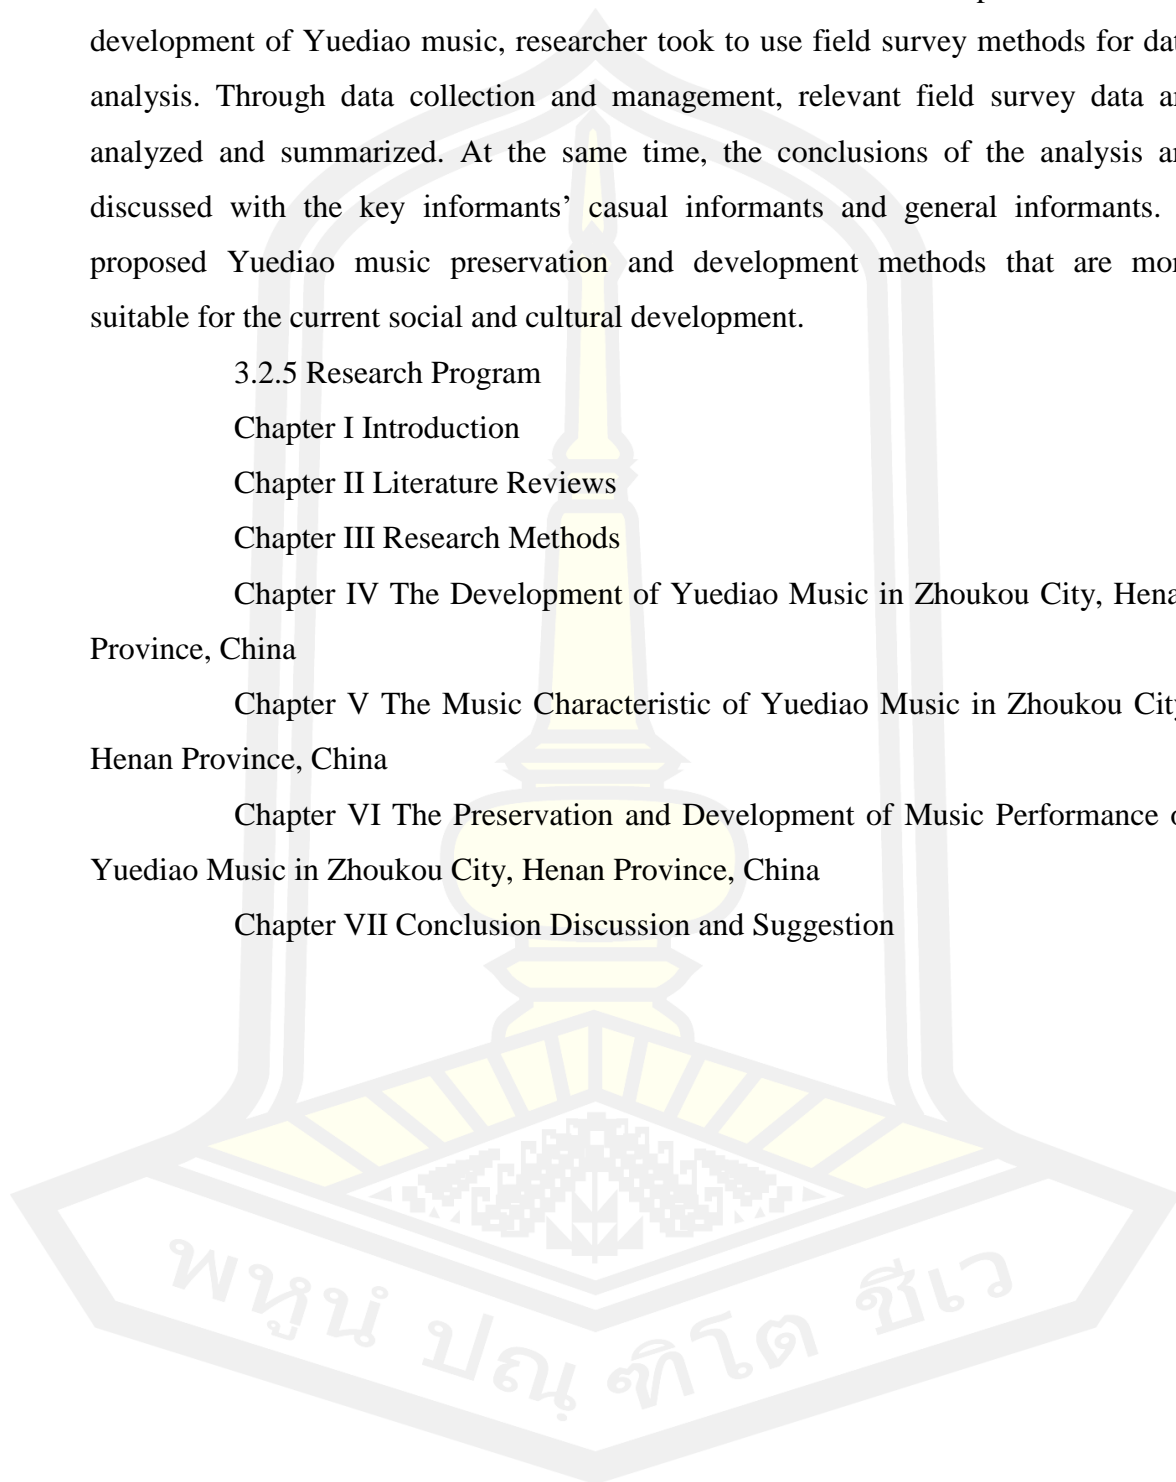 development of Yuediao music, researcher took to use field survey methods for dat
analysis. Through data collection and management, relevant field survey data ar
analyzed and summarized. At the same time, the conclusions of the analysis ar
discussed with the key informants’ casual informants and general informants.
proposed Yuediao music preservation and development methods that are mor
suitable for the current social and cultural development.
3.2.5 Research Program
Chapter I Introduction
Chapter II Literature Reviews
Chapter III Research Methods
Chapter IV The Development of Yuediao Music in Zhoukou City, Hena
Province, China
Chapter V The Music Characteristic of Yuediao Music in Zhoukou City
Henan Province, China
Chapter VI The Preservation and Development of Music Performance o
Yuediao Music in Zhoukou City, Henan Province, China
Chapter VII Conclusion Discussion and Suggestion
พหูนํ ปณฺฑิโต ชีเว